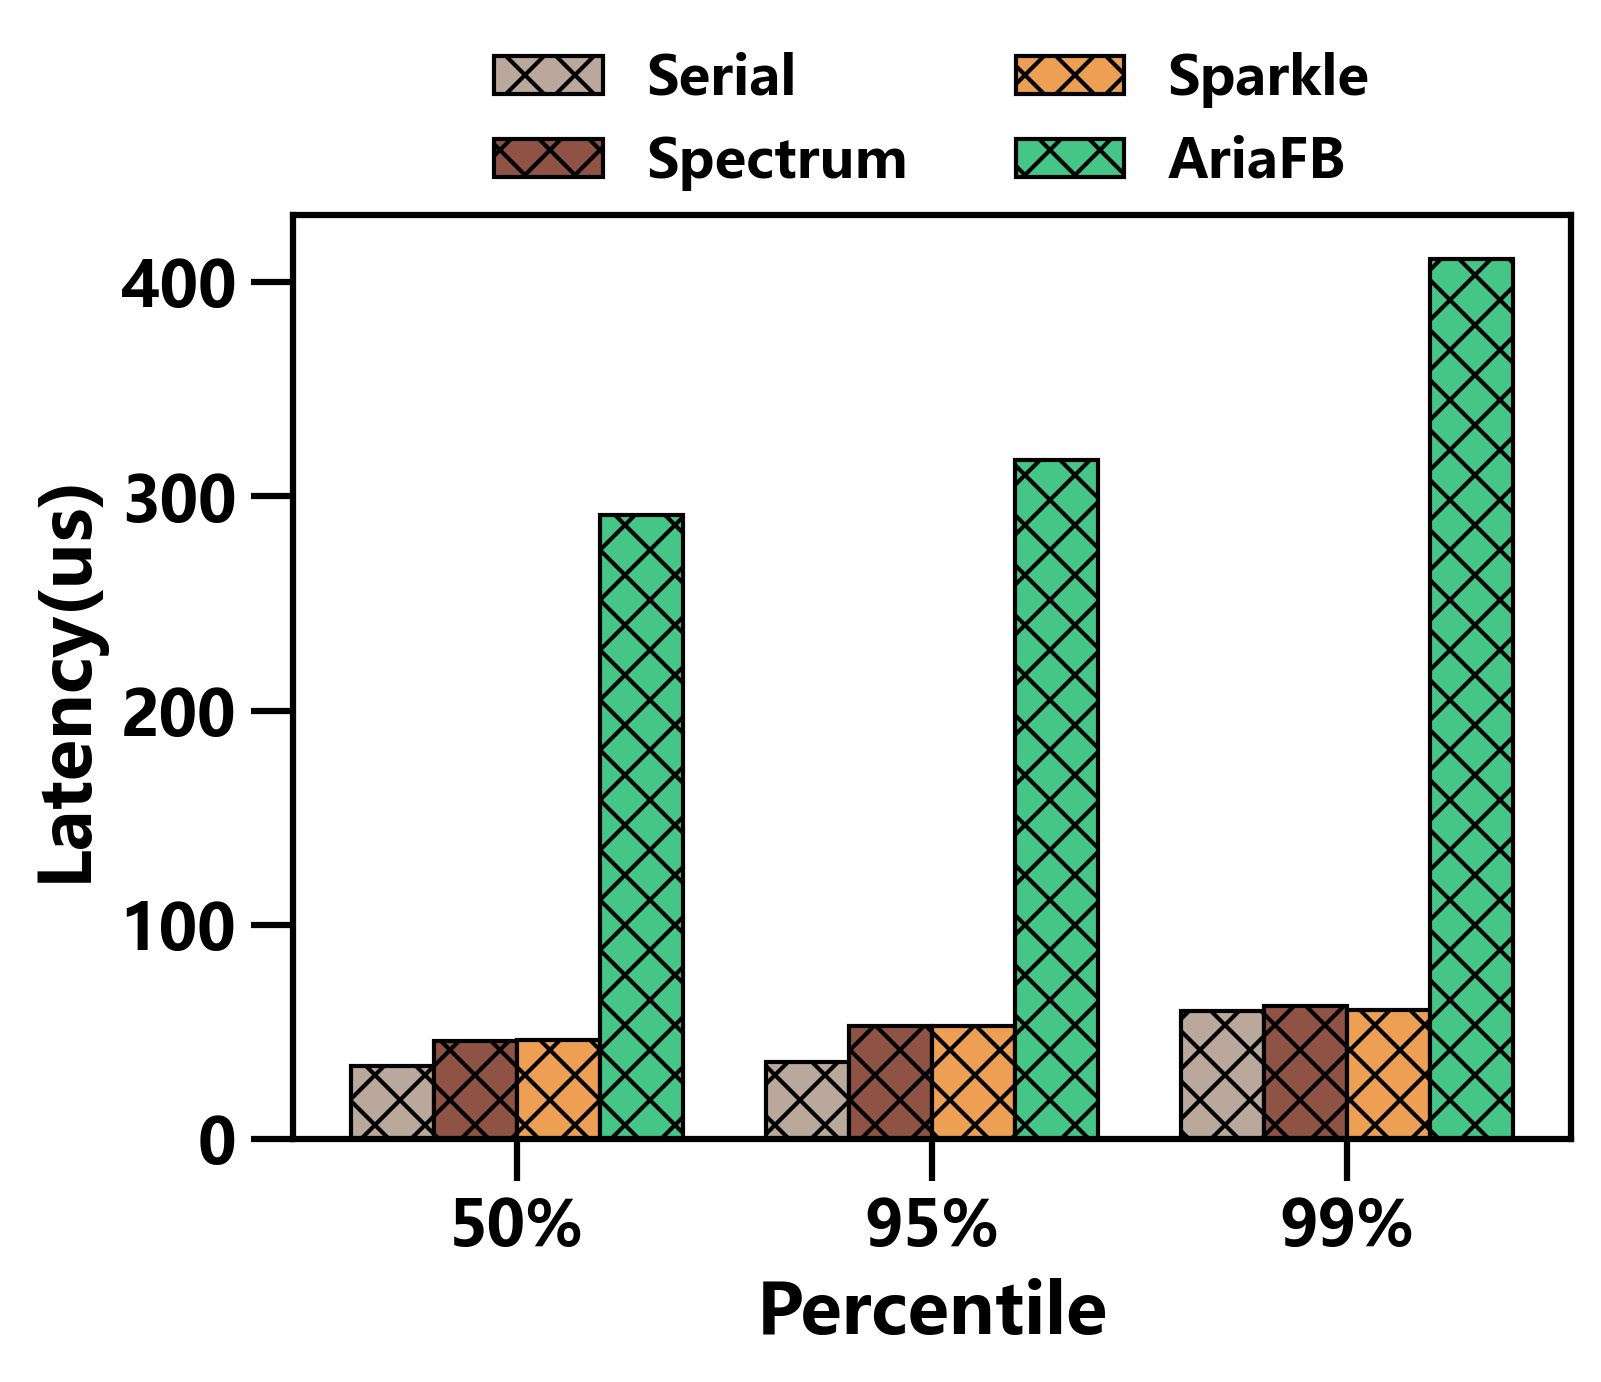 Serial
Sparkle
Spectrum
AriaFB
Latency(us)
400
300
200
100
0
50%
95%
99%
Percentile